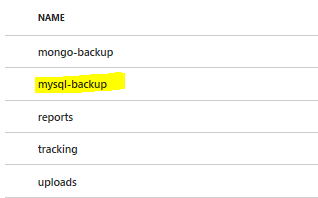 NAME
mongo-backup
mysql-backup
reports
tracking
uploads